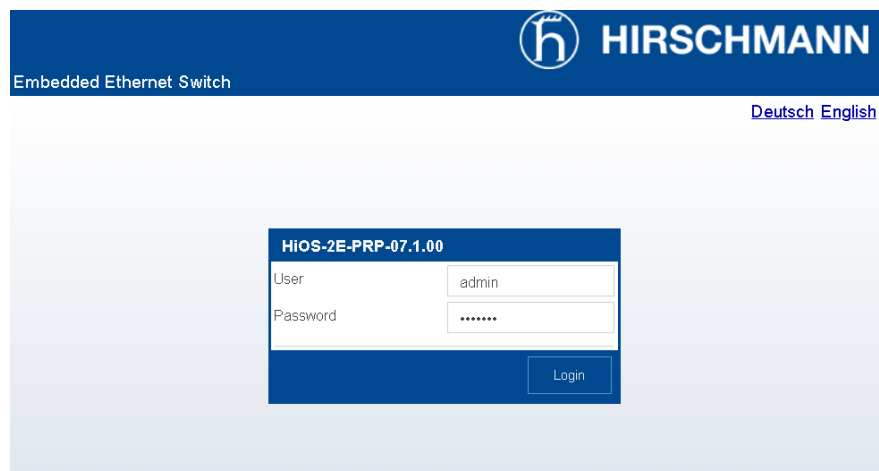 HIRSCHMANN
Embedded Ethernet Switch
Deutsch English
HiOS-2E-PRP-07.1.00
User admin
Password •••••••
Login